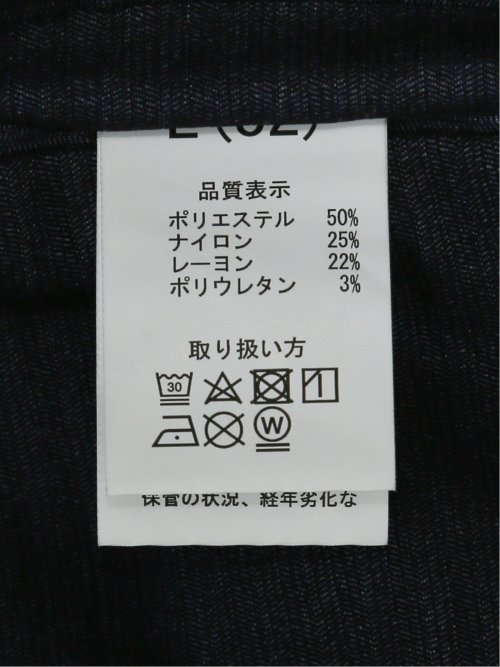 品質表示
ポリエステル 50%
ナイロン 25%
レーヨン 22%
ポリウレタン 3%
取り扱い方
30
W
保管の状況、経年劣化な